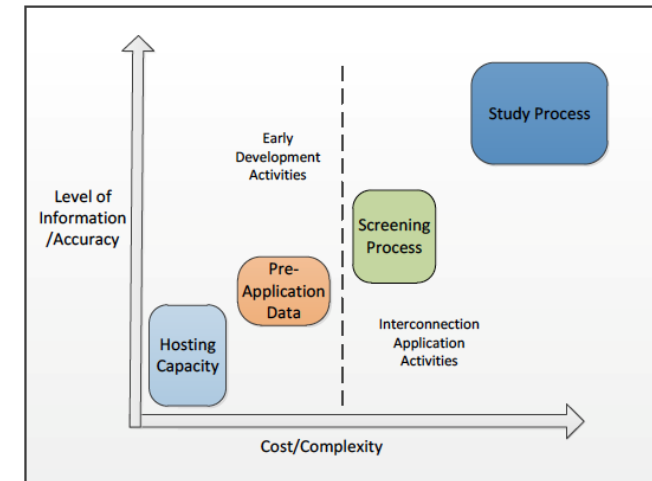 Study Process
Early
Development
Activities
Level of
Information
/Accuracy
Screening
Process
Pre-
Application
Data
Interconnection
Application
Activities
Hosting
Capacity
Cost/Complexity